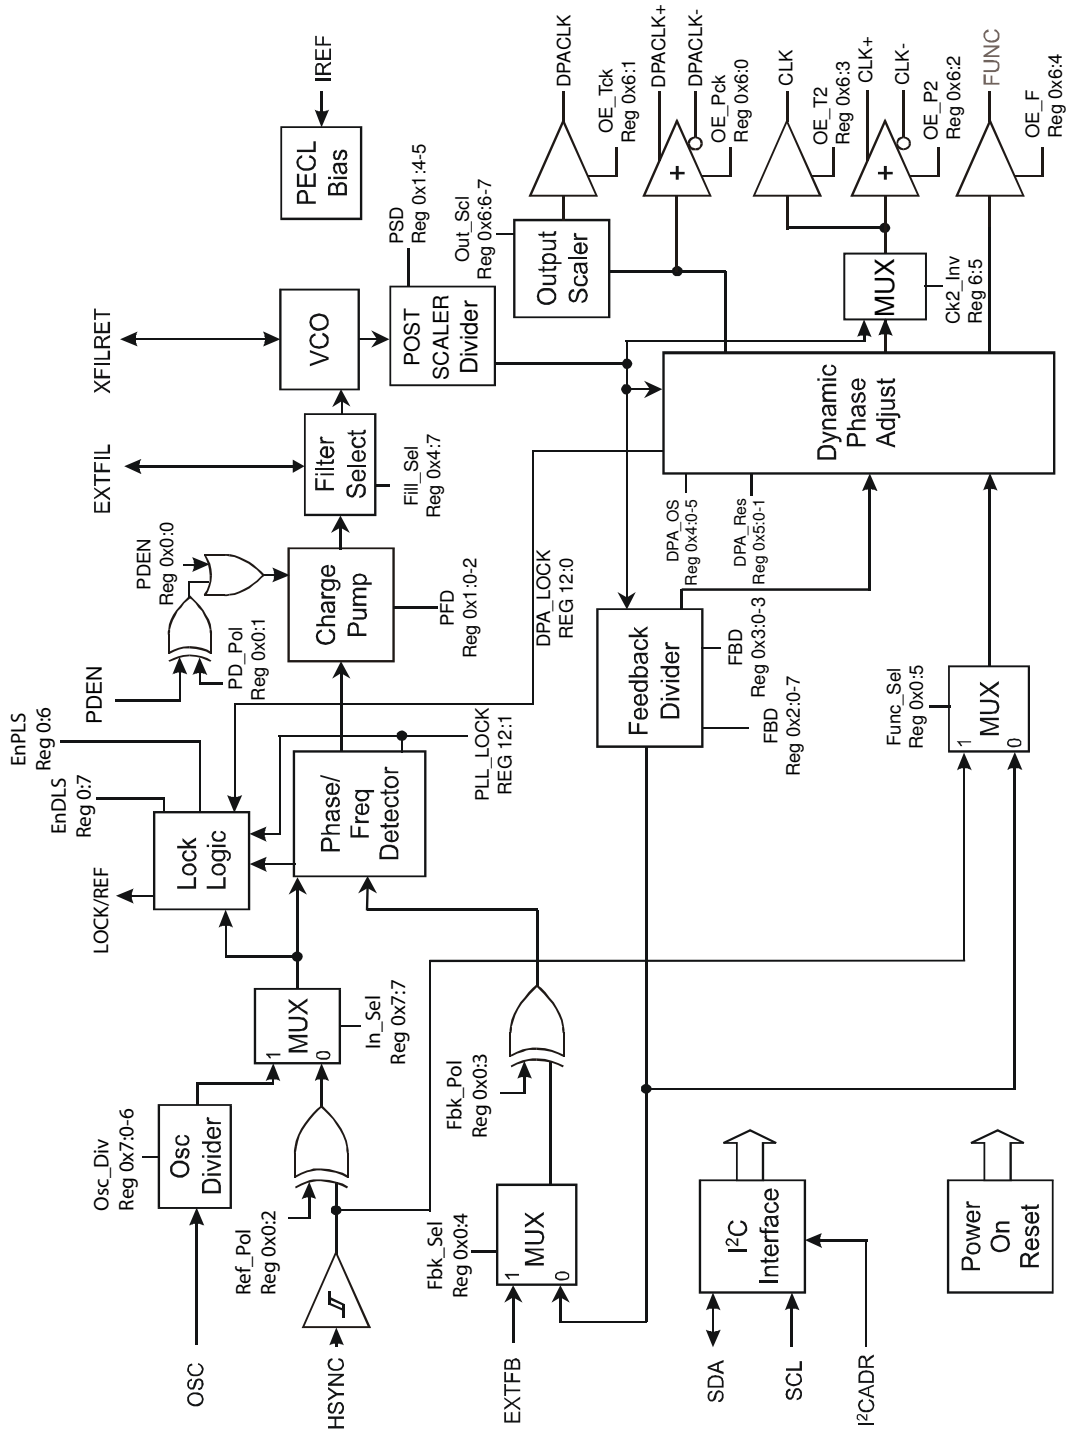 OSC
HSYNC
EXTFB
SDA
SCL
I²CADR
Osc_Div
Reg 0x7:0-6
Osc
Divider
Ref_Pol
Reg 0x0:2
Fbk_Sel
Reg 0x0:4
1
MUX
0
I²C
Interface
Power
On
Reset
1
MUX
0
In_Sel
Reg 0x7:7
Fbk_Pol
Reg 0x0:3
LOCK/REF
EnDLS
Reg 0:7
EnPLS
Reg 0:6
Lock
Logic
Phase/
Freq
Detector
PLL_LOCK
REG 12:1
PDEN
PD_Pol
Reg 0x0:1
PDEN
Reg 0x0:0
Charge
Pump
PFD
Reg 0x1:0-2
DPA_LOCK
REG 12:0
Feedback
Divider
FBD
Reg 0x2:0-7
FBD
Reg 0x3:0-3
Func_Sel
Reg 0x0:5
1
MUX
0
EXTFIL
XFILRET
Filter
Select
Fill_Sel
Reg 0x4:7
VCO
POST
SCALER
Divider
PSD
Reg 0x1:4-5
PECL
Bias
IREF
DPA_OS
Reg 0x4:0-5
DPA_Res
Reg 0x5:0-1
Dynamic
Phase
Adjust
Out_Scl
Reg 0x6:6-7
Output
Scaler
MUX
Ck2_Inv
Reg 6:5
DPACLK
OE_Tck
Reg 0x6:1
+
DPACLK+
DPACLK-
OE_Pck
Reg 0x6:0
CLK
OE_T2
Reg 0x6:3
+
CLK+
CLK-
OE_P2
Reg 0x6:2
FUNC
OE_F
Reg 0x6:4